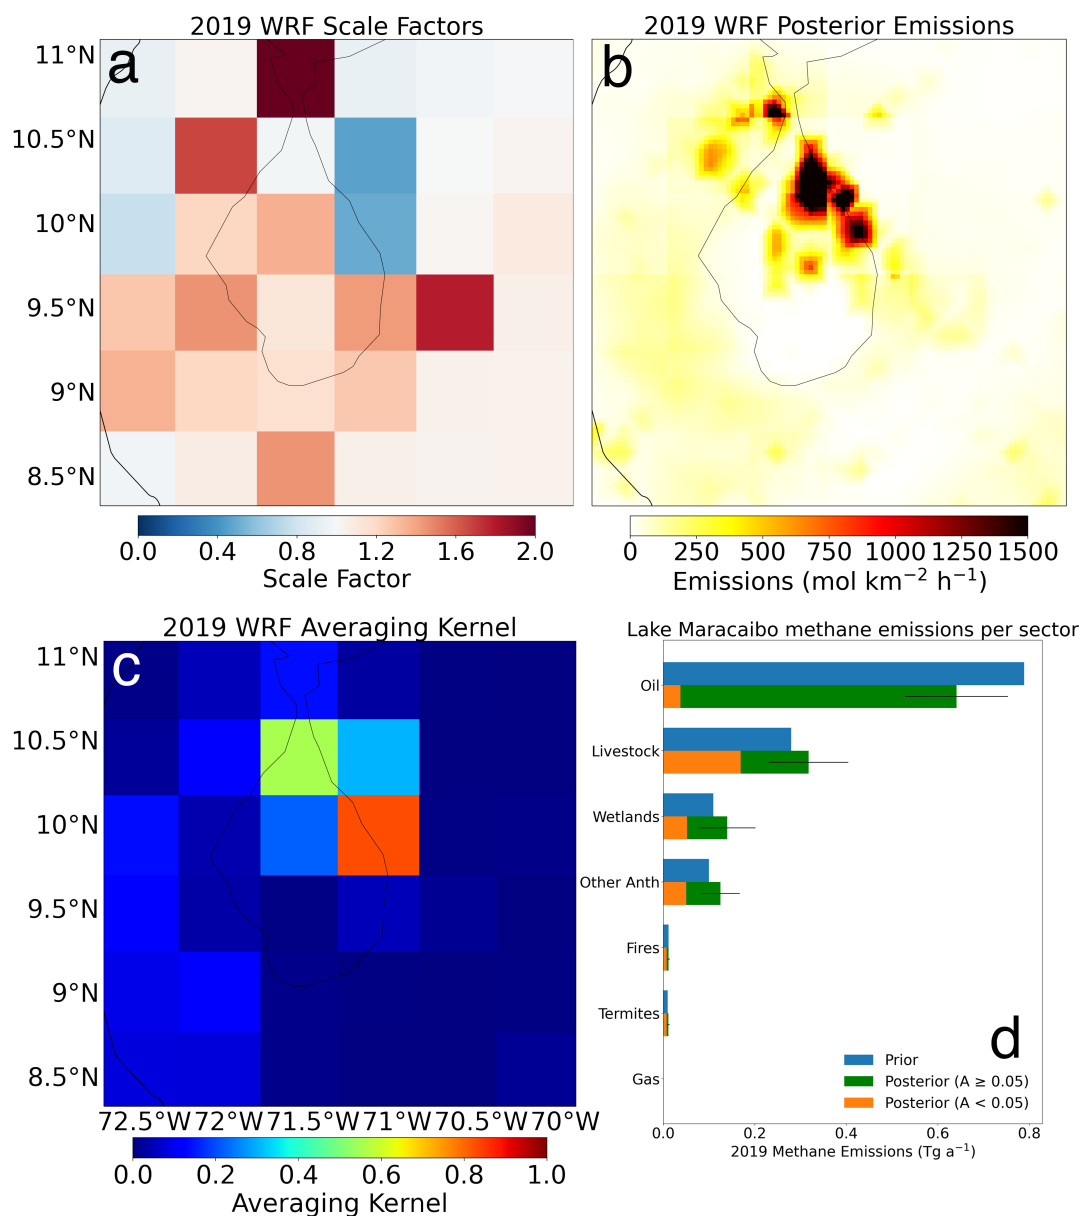 2019 WRF Scale Factors
a
11°N
10.5°N
10°N
9.5°N
9°N
8.5°N
0.0 0.4 0.8 1.2 1.6 2.0
Scale Factor
2019 WRF Posterior Emissions
b
0 250 500 750 1000 1250 1500
Emissions (mol km⁻² h⁻¹)
2019 WRF Averaging Kernel
c
11°N
10.5°N
10°N
9.5°N
9°N
8.5°N
72.5°W 72°W 71.5°W 71°W 70.5°W 70°W
0.0 0.2 0.4 0.6 0.8 1.0
Averaging Kernel
Lake Maracaibo methane emissions per sector
Oil
Livestock
Wetlands
Other Anth
Fires
Termites
Gas
d
Prior
Posterior (A ≥ 0.05)
Posterior (A < 0.05)
0.0 0.2 0.4 0.6 0.8
2019 Methane Emissions (Tg a⁻¹)